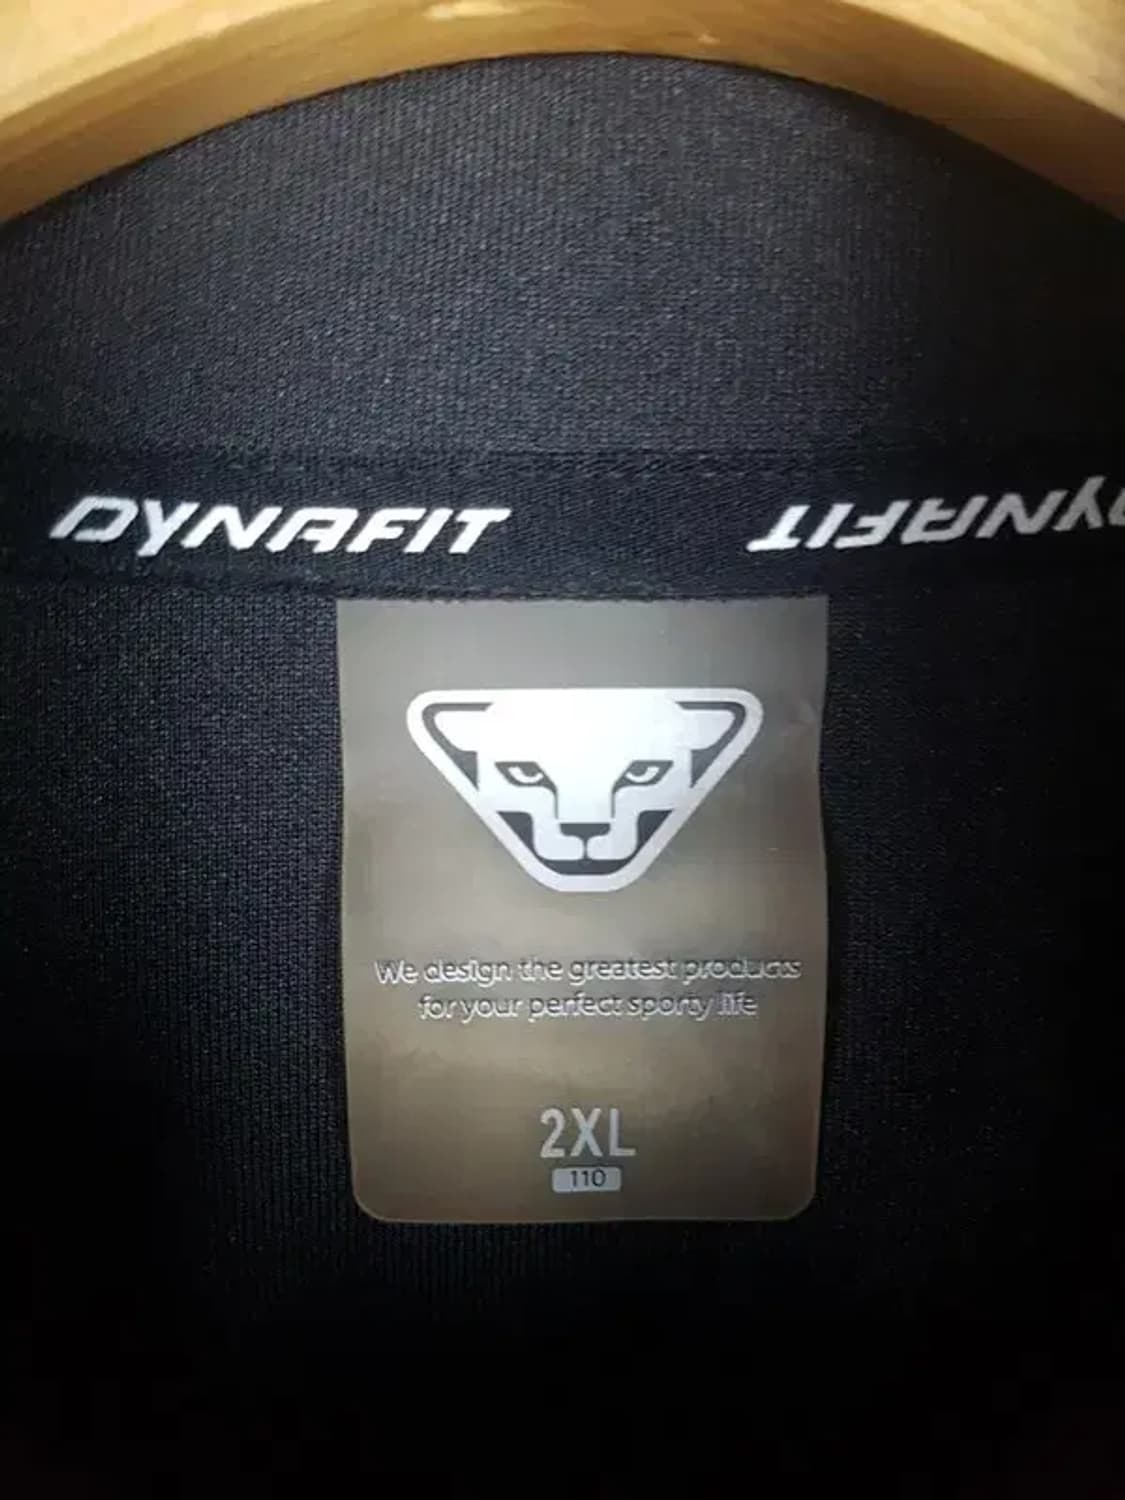 DYNAFIT
DYNAFIT
We design the greatest products
for your perfect sporty life
2XL
110